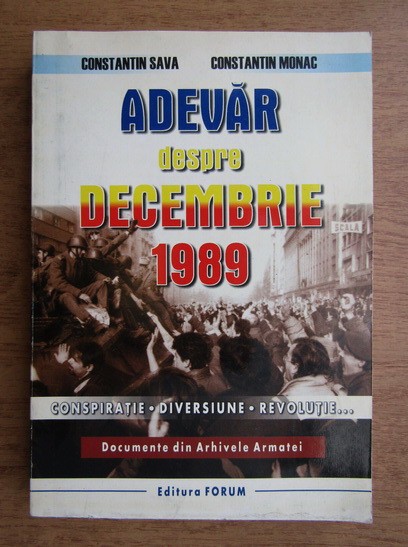 CONSTANTIN SAVA CONSTANTIN MONAC
ADEVĂR
despre
DECEMBRIE
1989
SCALA
CONSPIRAȚIE • DIVERSIUNE • REVOLUȚIE...
Documente din Arhivele Armatei
Editura FORUM